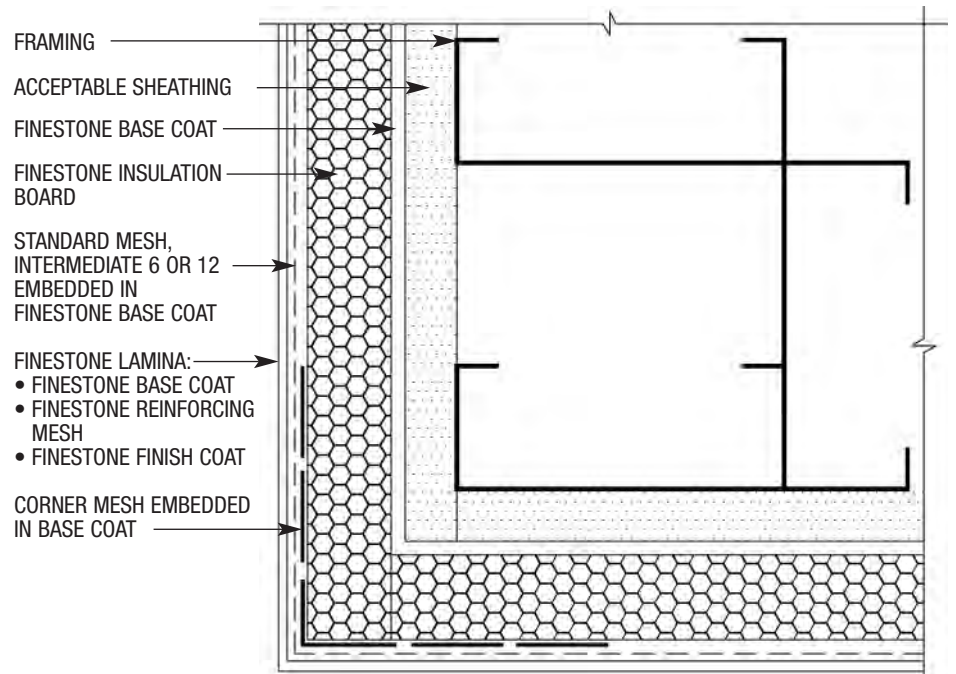 FRAMING
ACCEPTABLE SHEATHING
FINESTONE BASE COAT
FINESTONE INSULATION
BOARD
STANDARD MESH,
INTERMEDIATE 6 OR 12
EMBEDDED IN
FINESTONE BASE COAT
FINESTONE LAMINA:
• FINESTONE BASE COAT
• FINESTONE REINFORCING
MESH
• FINESTONE FINISH COAT
CORNER MESH EMBEDDED
IN BASE COAT